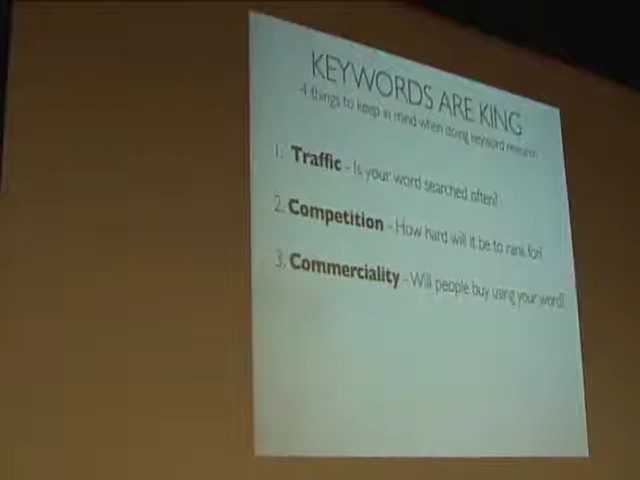 KEYWORDS ARE KING
4 things to keep in mind when doing keyword research
1. Traffic - Is your word searched often?
2. Competition - How hard will it be to rank for?
3. Commerciality - Will people buy using your word?